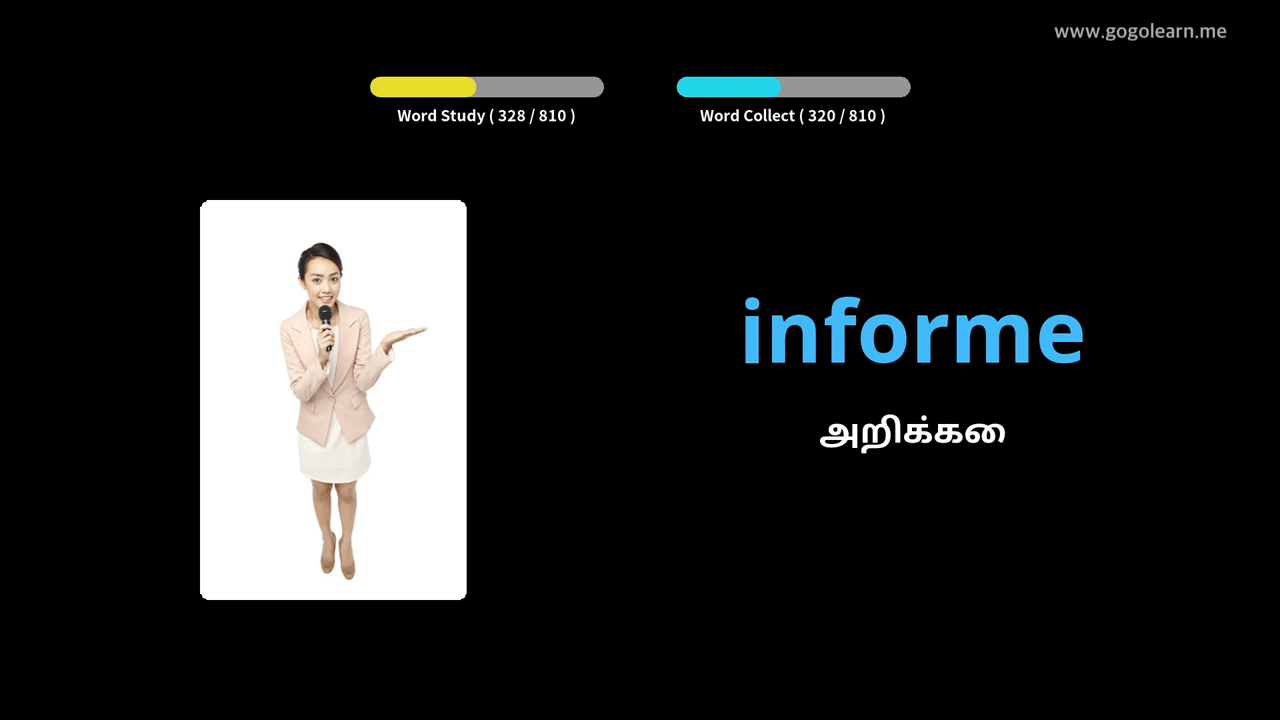 www.gogolearn.me
Word Study ( 328 / 810 )
Word Collect ( 320 / 810 )
informe
அறிக்கை